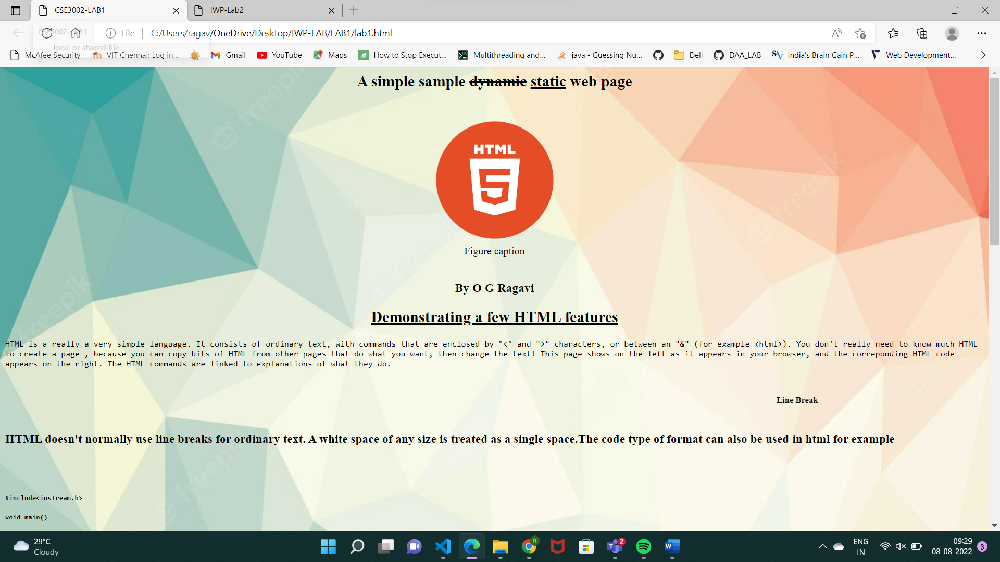 CSE3002-LAB1
IWP-Lab2
CSE3002-LAB1
local or shared file
File
C:/Users/ragav/OneDrive/Desktop/IWP-LAB/LAB1/lab1.html
McAfee Security
VIT Chennai: Log in...
Gmail
YouTube
Maps
How to Stop Execut...
Multithreading and...
java - Guessing Nu...
Dell
DAA_LAB
India's Brain Gain P...
Web Development...
A simple sample dynamic static web page
HTML
5
Figure caption
By O G Ragavi
Demonstrating a few HTML features
HTML is a really a very simple language. It consists of ordinary text, with commands that are enclosed by "<" and ">" characters, or between an "&" (for example <html>). You don't really need to know much HTML
to create a page , because you can copy bits of HTML from other pages that do what you want, then change the text! This page shows on the left as it appears in your browser, and the correponding HTML code
appears on the right. The HTML commands are linked to explanations of what they do.
Line Break
HTML doesn't normally use line breaks for ordinary text. A white space of any size is treated as a single space.The code type of format can also be used in html for example
#include<iostream.h>
void main()
freepik
freepik
freepik
freepik
freepik
29°C
Cloudy
R
2
ENG
IN
09:29
08-08-2022
8